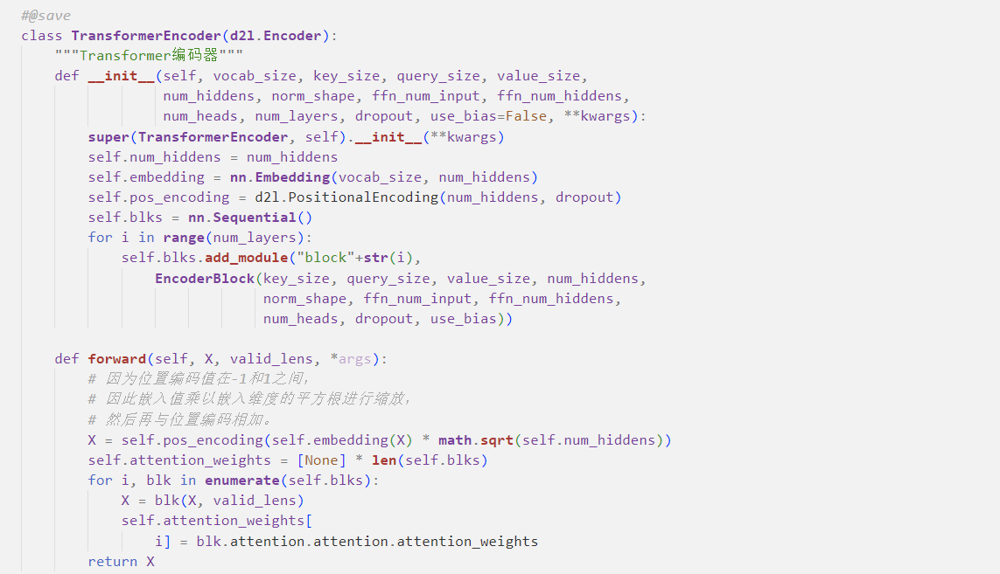 #@save
class TransformerEncoder(d2l.Encoder):
    """Transformer编码器"""
    def __init__(self, vocab_size, key_size, query_size, value_size,
                 num_hiddens, norm_shape, ffn_num_input, ffn_num_hiddens,
                 num_heads, num_layers, dropout, use_bias=False, **kwargs):
        super(TransformerEncoder, self).__init__(**kwargs)
        self.num_hiddens = num_hiddens
        self.embedding = nn.Embedding(vocab_size, num_hiddens)
        self.pos_encoding = d2l.PositionalEncoding(num_hiddens, dropout)
        self.blks = nn.Sequential()
        for i in range(num_layers):
            self.blks.add_module("block"+str(i),
                EncoderBlock(key_size, query_size, value_size, num_hiddens,
                             norm_shape, ffn_num_input, ffn_num_hiddens,
                             num_heads, dropout, use_bias))

    def forward(self, X, valid_lens, *args):
        # 因为位置编码值在-1和1之间，
        # 因此嵌入值乘以嵌入维度的平方根进行缩放，
        # 然后再与位置编码相加。
        X = self.pos_encoding(self.embedding(X) * math.sqrt(self.num_hiddens))
        self.attention_weights = [None] * len(self.blks)
        for i, blk in enumerate(self.blks):
            X = blk(X, valid_lens)
            self.attention_weights[
                i] = blk.attention.attention.attention_weights
        return X